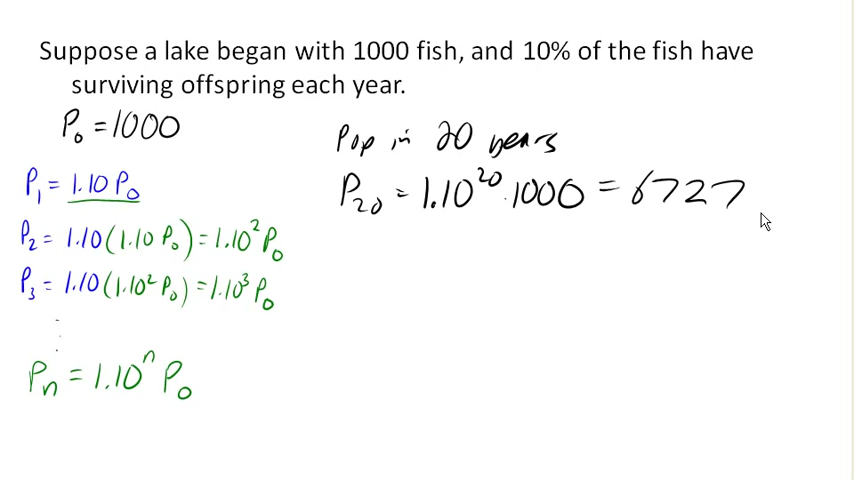 Suppose a lake began with 1000 fish, and 10% of the fish have
surviving offspring each year.
P₀ = 1000
P₁ = 1.10 P₀
P₂ = 1.10 (1.10 P₀) = 1.10² P₀
P₃ = 1.10 (1.10² P₀) = 1.10³ P₀
⋮
Pₙ = 1.10ⁿ P₀
Pop in 20 years
P₂₀ = 1.10²⁰ · 1000 = 6727